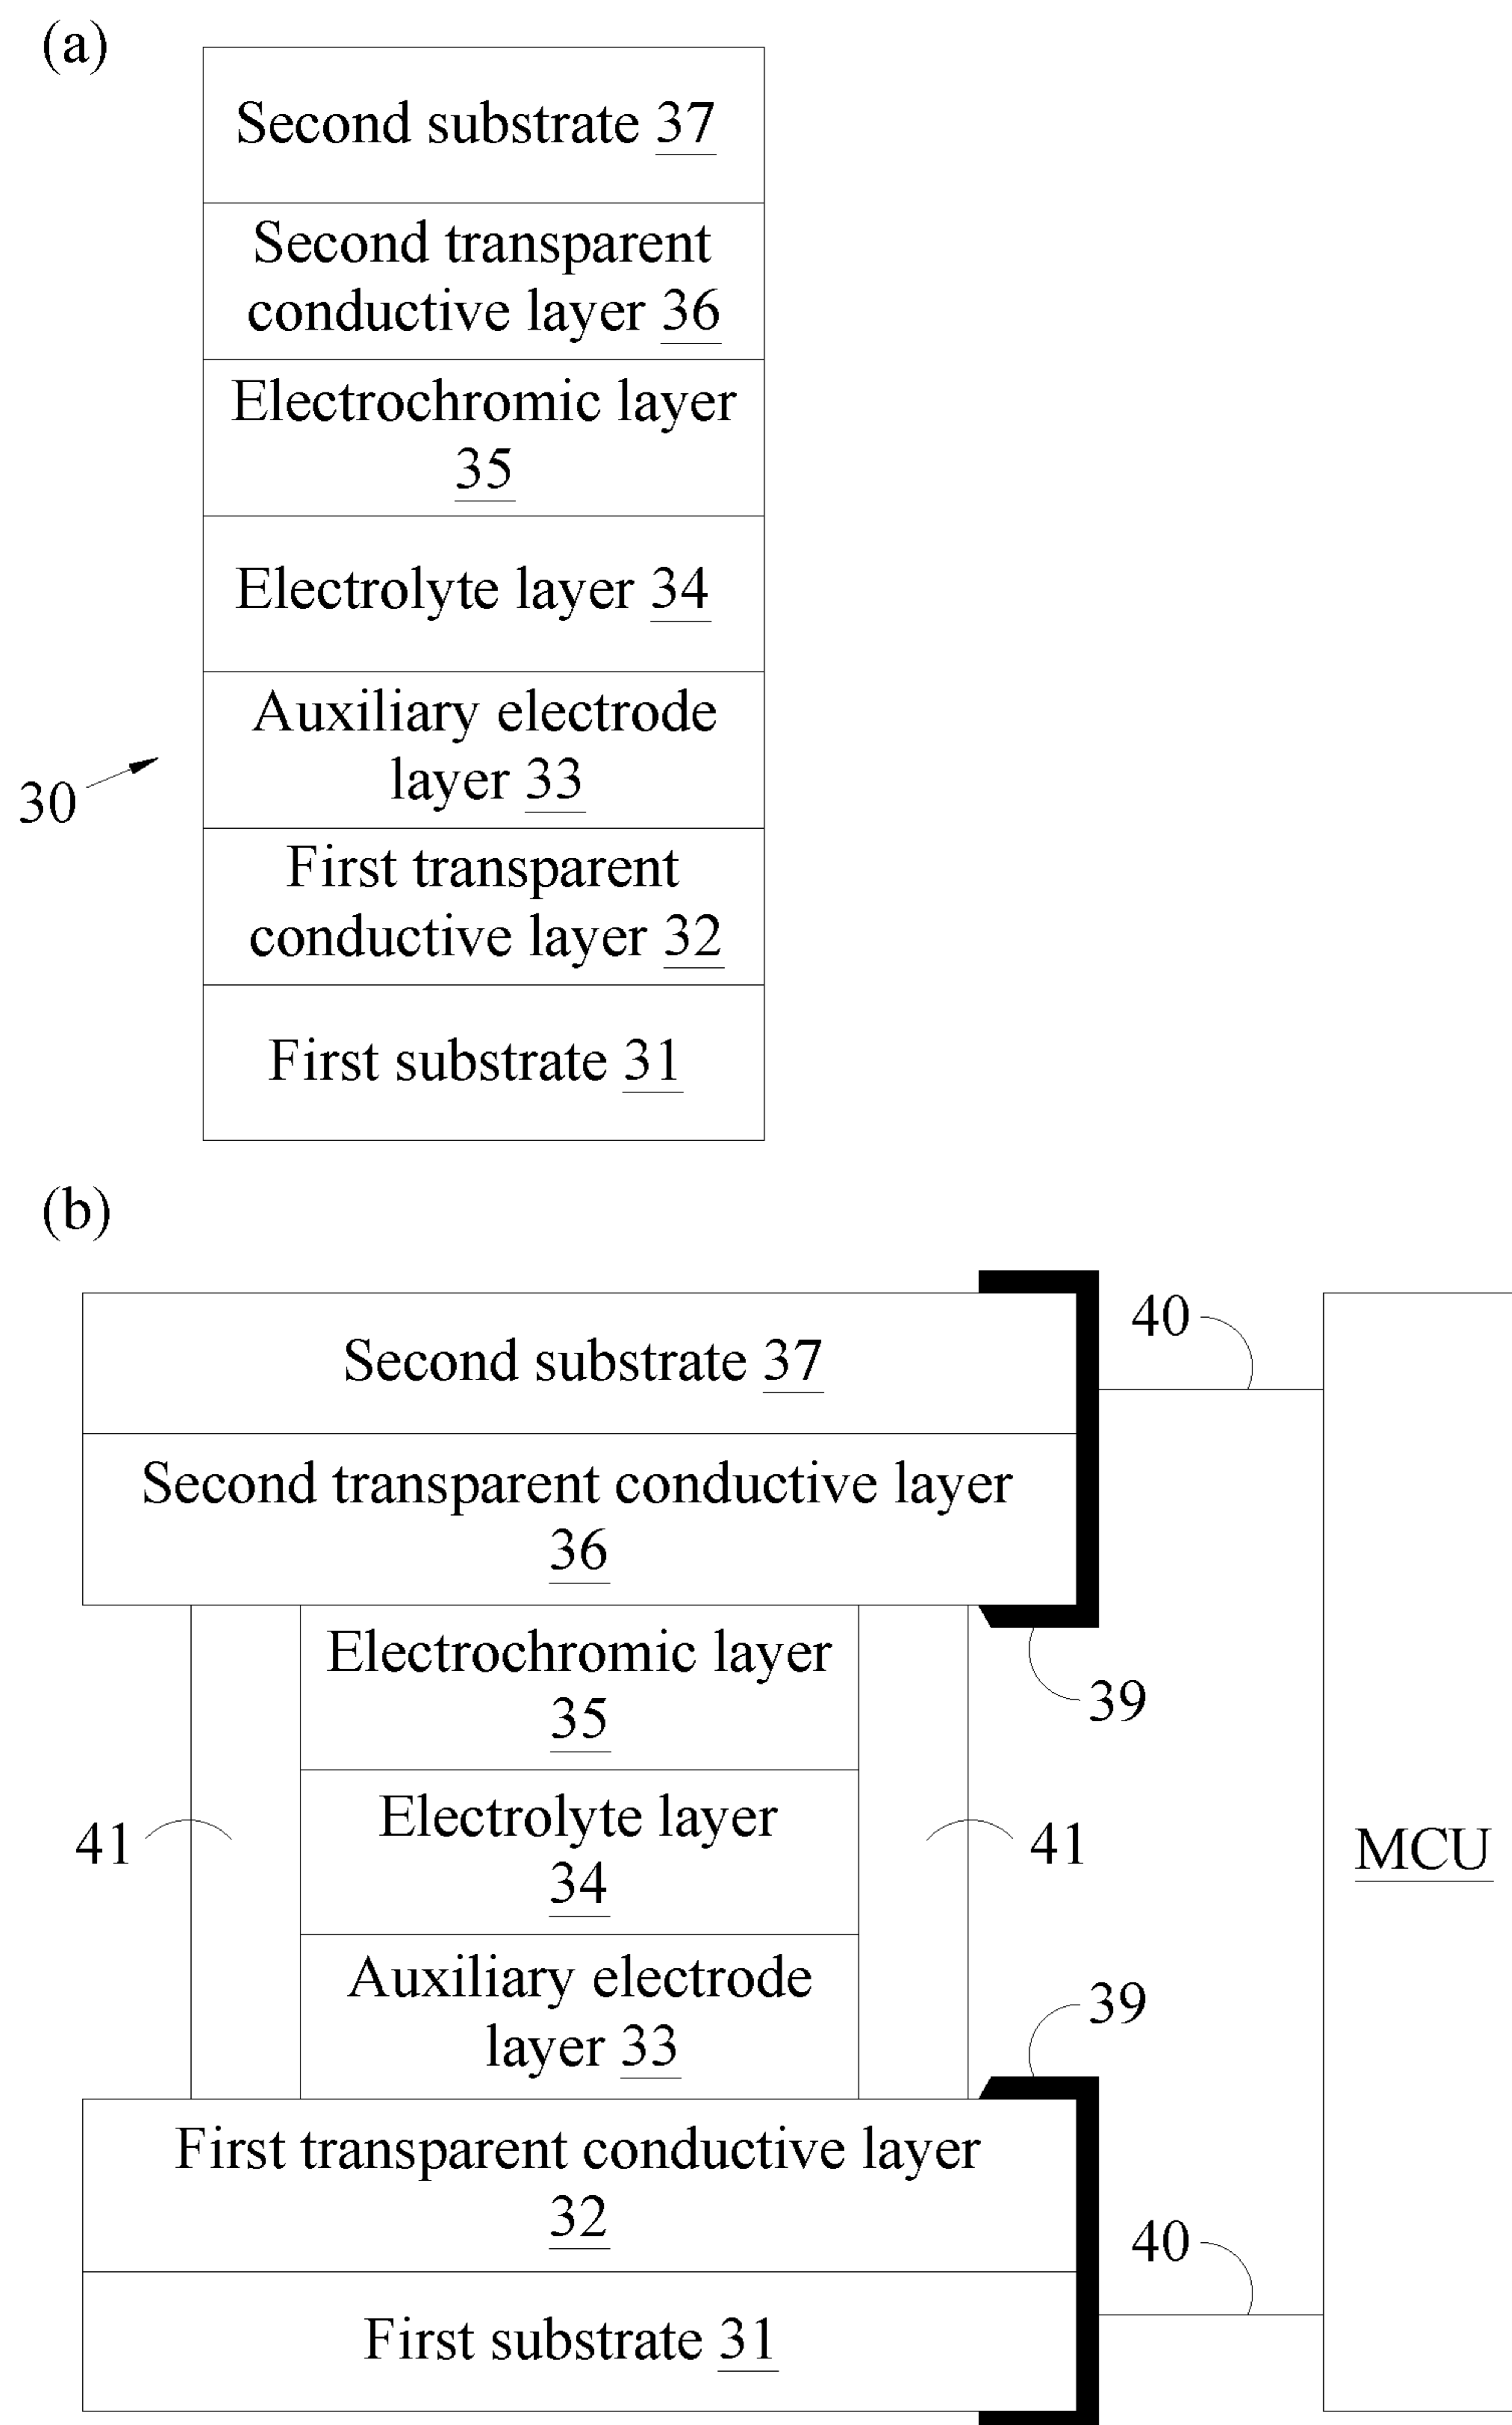 (a)
Second substrate 37
Second transparent
conductive layer 36
Electrochromic layer
35
Electrolyte layer 34
Auxiliary electrode
layer 33
30
First transparent
conductive layer 32
First substrate 31
(b)
40
Second substrate 37
Second transparent conductive layer
36
Electrochromic layer
35
39
Electrolyte layer
34
41
41
MCU
Auxiliary electrode
layer 33
39
First transparent conductive layer
32
40
First substrate 31